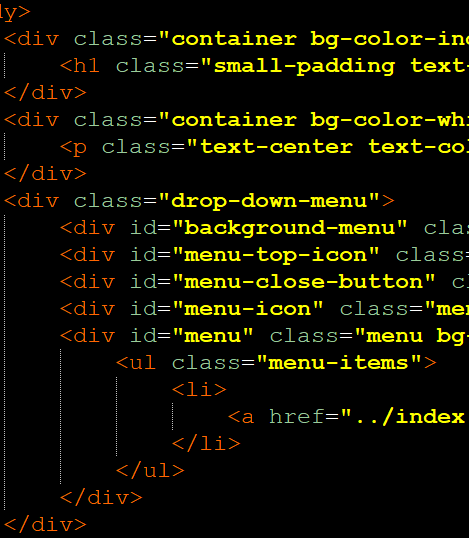 dy>
<div class="container bg-color-ind
<h1 class="small-padding text-
</div>
<div class="container bg-color-whi
<p class="text-center text-col
</div>
<div class="drop-down-menu">
<div id="background-menu" clas
<div id="menu-top-icon" class=
<div id="menu-close-button" cl
<div id="menu-icon" class="men
<div id="menu" class="menu bg-
<ul class="menu-items">
<li>
<a href="../index
</li>
</ul>
</div>
</div>